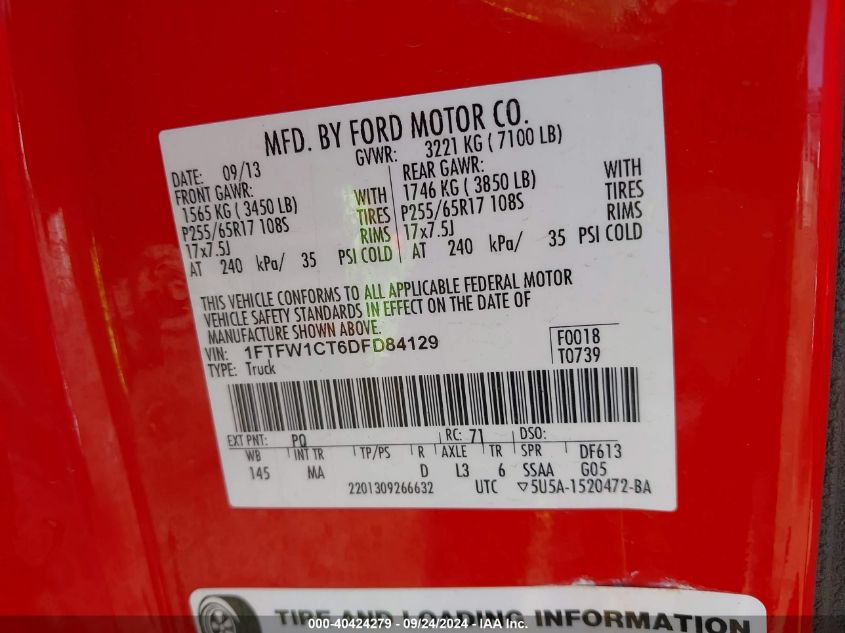 MFD. BY FORD MOTOR CO.
DATE: 09/13 GVWR: 3221 KG ( 7100 LB)
FRONT GAWR: REAR GAWR:
1565 KG ( 3450 LB) WITH 1746 KG ( 3850 LB) WITH
P255/65R17 108S TIRES P255/65R17 108S TIRES
17x7.5J RIMS 17x7.5J RIMS
AT 240 kPa/ 35 PSI COLD AT 240 kPa/ 35 PSI COLD
THIS VEHICLE CONFORMS TO ALL APPLICABLE FEDERAL MOTOR
VEHICLE SAFETY STANDARDS IN EFFECT ON THE DATE OF
MANUFACTURE SHOWN ABOVE.
VIN: 1FTFW1CT6DFD84129 F0018
TYPE: Truck T0739
EXT PNT: PQ RC: 71 DSO:
WB INT TR TP/PS R AXLE TR SPR DF613
145 MA D L3 6 SSAA G05
2201309266632 UTC ▽5U5A-1520472-BA
TIRE AND LOADING INFORMATION
000-40424279 - 09/24/2024 - IAA Inc.